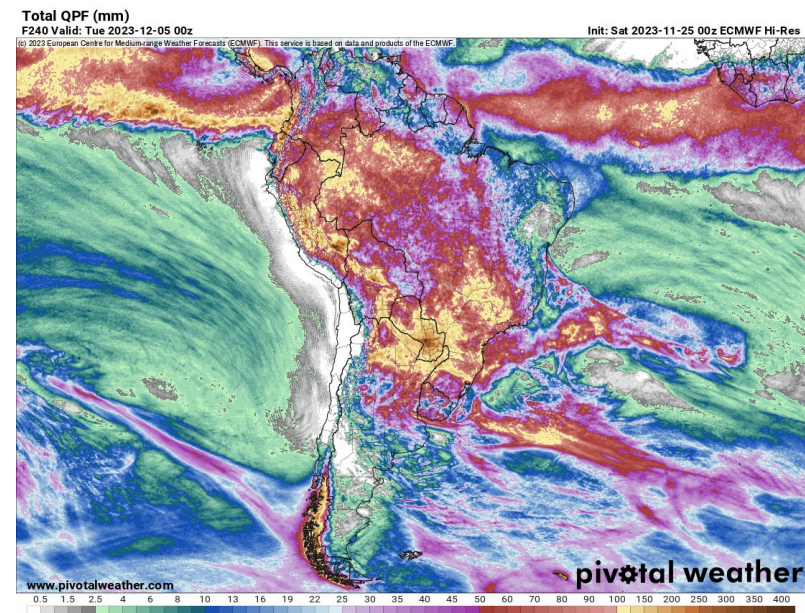 Total QPF (mm)
F240 Valid: Tue 2023-12-05 00z
Init: Sat 2023-11-25 00z ECMWF Hi-Res
(c) 2023 European Centre for Medium-range Weather Forecasts (ECMWF). This service is based on data and products of the ECMWF.
www.pivotalweather.com
pivotal weather
0.5 1.5 2.5 4 6 8 10 13 16 19 22 25 30 35 40 45 50 60 70 80 90 100 150 200 250 300 350 400